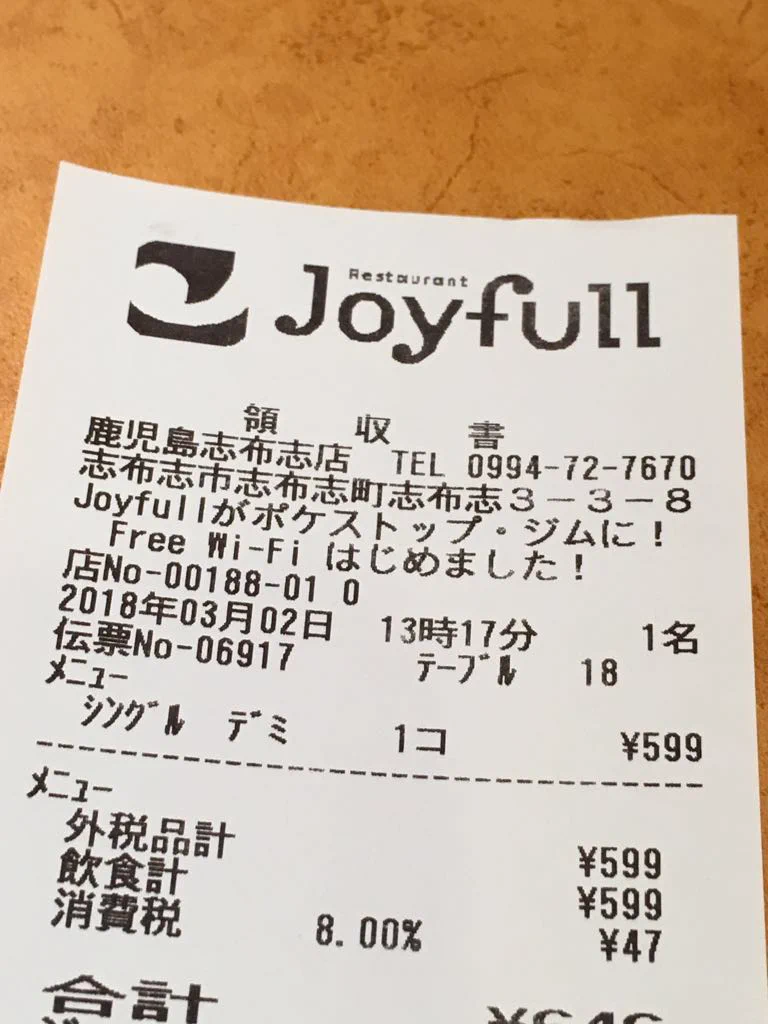 Restaurant
Joyfull
領 収 書
鹿児島志布志店 TEL 0994-72-7670
志布志市志布志町志布志3-3-8
Joyfullがポケストップ・ジムに!
Free Wi-Fi はじめました!
店No-00188-01 0
2018年03月02日 13時17分 1名
伝票No-06917 ﾃｰﾌﾞﾙ 18
ﾒﾆｭｰ
ｼﾝｸﾞﾙ ﾃﾞﾐ 1コ ¥599
ﾒﾆｭｰ
外税品計 ¥599
飲食計 ¥599
消費税 8.00% ¥47
合計 ¥646